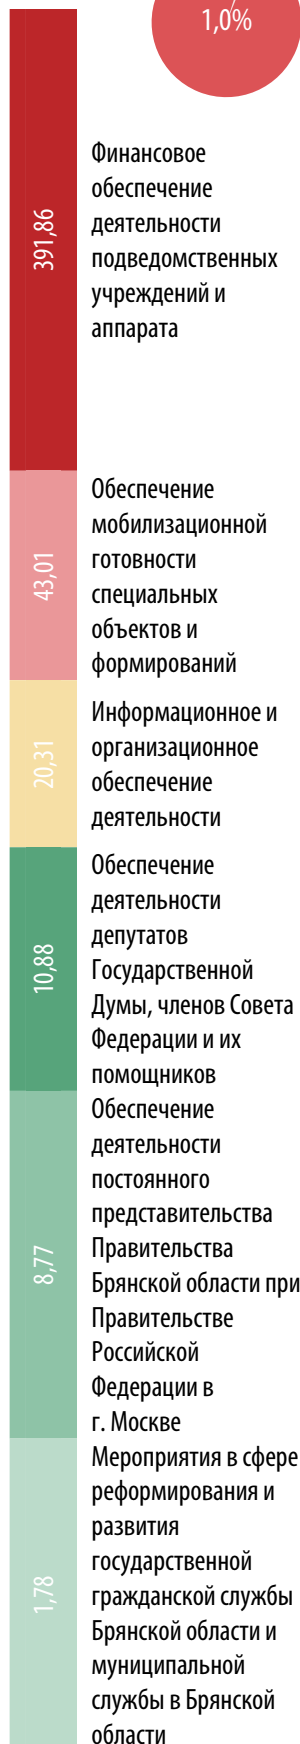 1,0%
391,86
Финансовое
обеспечение
деятельности
подведомственных
учреждений и
аппарата
43,01
Обеспечение
мобилизационной
готовности
специальных
объектов и
формирований
20,31
Информационное и
организационное
обеспечение
деятельности
10,88
Обеспечение
деятельности
депутатов
Государственной
Думы, членов Совета
Федерации и их
помощников
8,77
Обеспечение
деятельности
постоянного
представительства
Правительства
Брянской области при
Правительстве
Российской
Федерации в
г. Москве
1,78
Мероприятия в сфере
реформирования и
развития
государственной
гражданской службы
Брянской области и
муниципальной
службы в Брянской
области